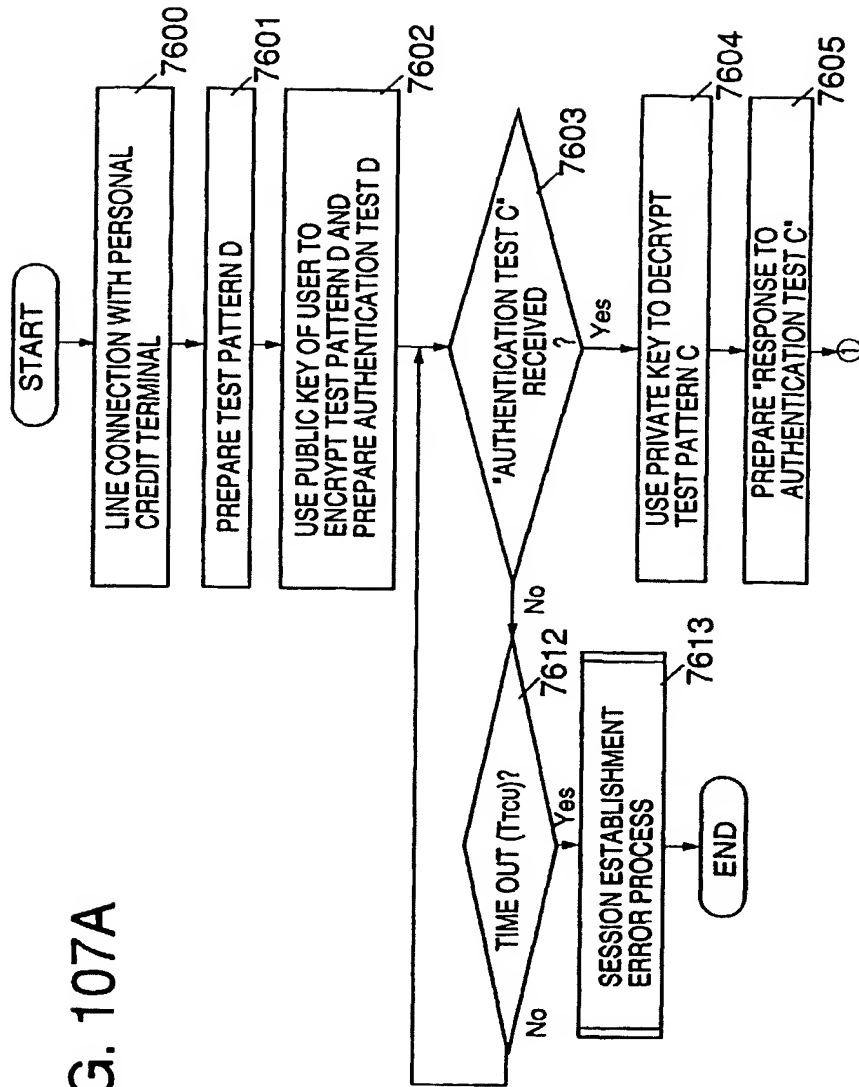 G. 107A
START
LINE CONNECTION WITH PERSONAL
CREDIT TERMINAL
7600
PREPARE TEST PATTERN D
7601
USE PUBLIC KEY OF USER TO
ENCRYPT TEST PATTERN D AND
PREPARE AUTHENTICATION TEST D
7602
"AUTHENTICATION TEST C"
RECEIVED
?
7603
Yes
No
USE PRIVATE KEY TO DECRYPT
TEST PATTERN C
7604
PREPARE "RESPONSE TO
AUTHENTICATION TEST C"
7605
①
TIME OUT (TTCU)?
7612
No
Yes
SESSION ESTABLISHMENT
ERROR PROCESS
7613
END